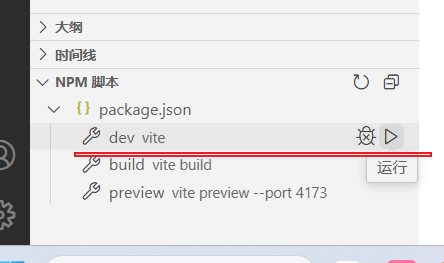 大纲
时间线
NPM 脚本
{} package.json
dev vite
运行
build vite build
preview vite preview --port 4173